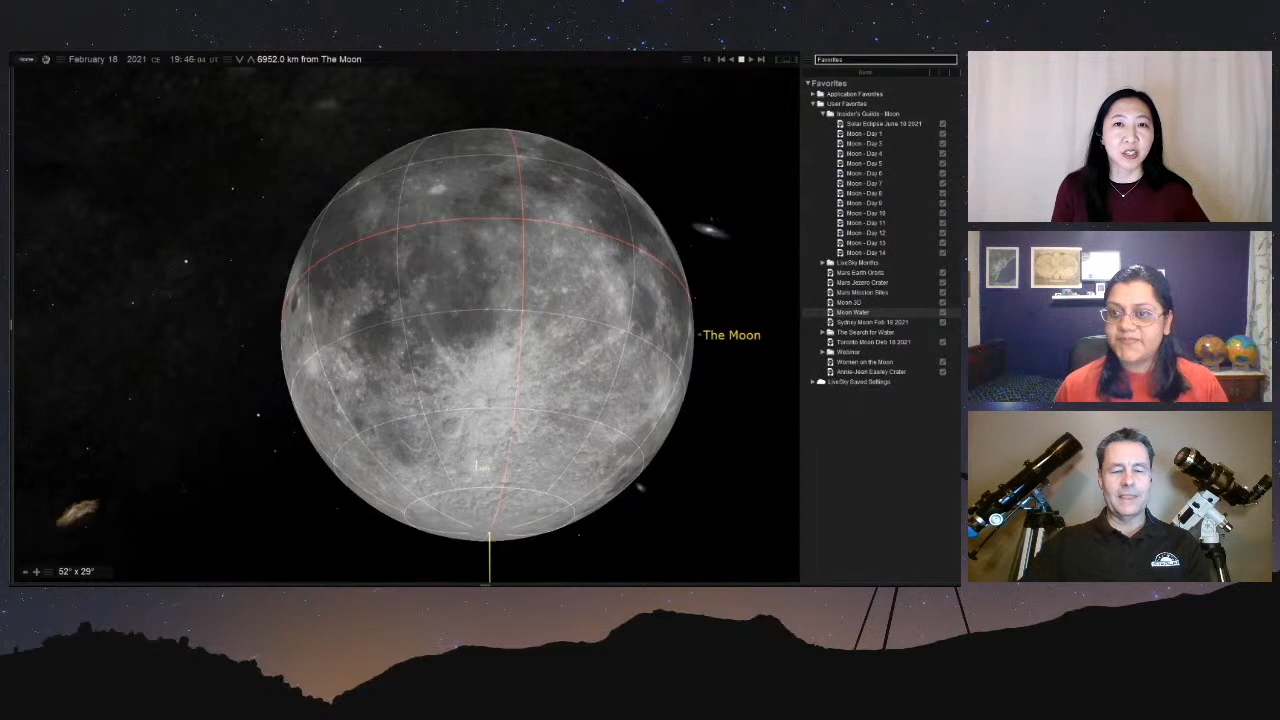 Home
February 18 2021 CE 19:46:04 UT
6952.0 km from The Moon
1x
The Moon
52° x 29°
Favorites
Name
Favorites
Application Favorites
User Favorites
Insider's Guide - Moon
Solar Eclipse June 10 2021
Moon - Day 1
Moon - Day 3
Moon - Day 4
Moon - Day 5
Moon - Day 6
Moon - Day 7
Moon - Day 8
Moon - Day 9
Moon - Day 10
Moon - Day 11
Moon - Day 12
Moon - Day 13
Moon - Day 14
LiveSky Months
Mars Earth Orbits
Mars Jezero Crater
Mars Mission Sites
Moon 3D
Moon Water
Sydney Moon Feb 18 2021
The Search for Water
Toronto Moon Deb 18 2021
Webinar
Women on the Moon
Annie-Jean Easley Crater
LiveSky Saved Settings